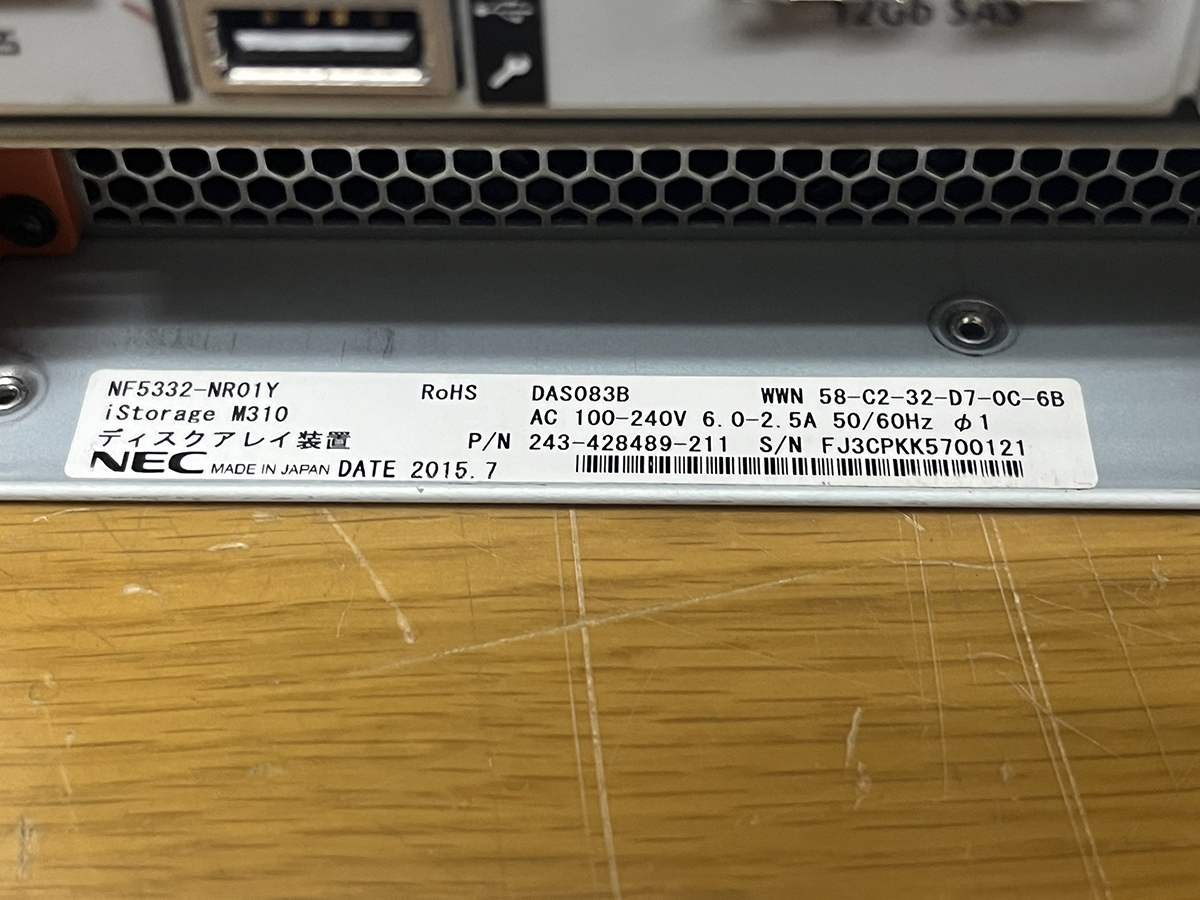 12Gb SAS
NF5332-NR01Y RoHS DAS083B WWN 58-C2-32-D7-0C-6B
iStorage M310 AC 100-240V 6.0-2.5A 50/60Hz φ1
ディスクアレイ装置 P/N 243-428489-211 S/N FJ3CPKK5700121
NEC MADE IN JAPAN DATE 2015.7